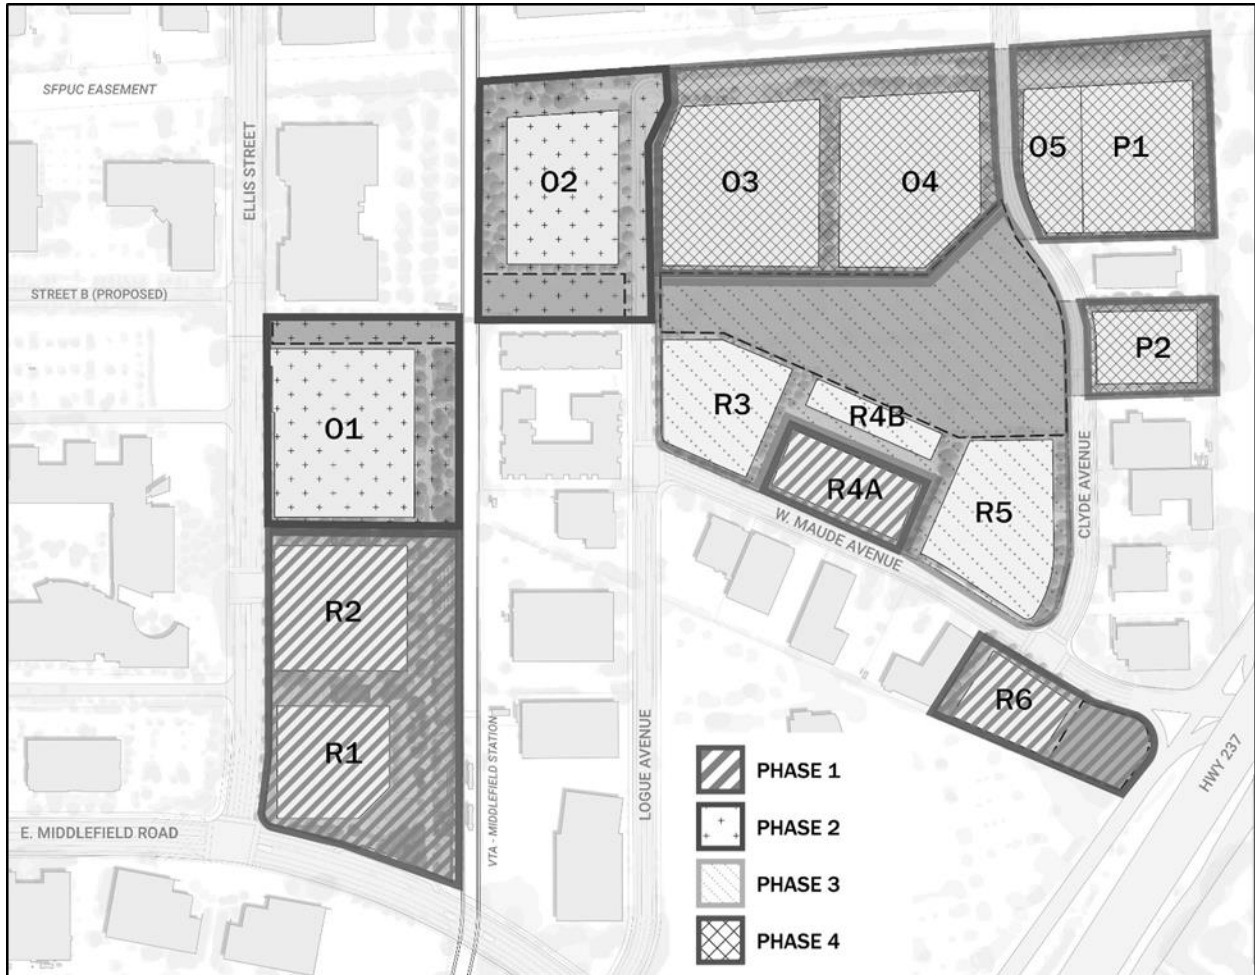 SFPUC EASEMENT
ELLIS STREET
O2
O3
O4
O5
P1
STREET B (PROPOSED)
P2
O1
R3
R4B
R4A
R5
W. MAUDE AVENUE
CLYDE AVENUE
R2
R1
R6
VTA - MIDDLEFIELD STATION
LOGUE AVENUE
HWY 237
E. MIDDLEFIELD ROAD
PHASE 1
PHASE 2
PHASE 3
PHASE 4